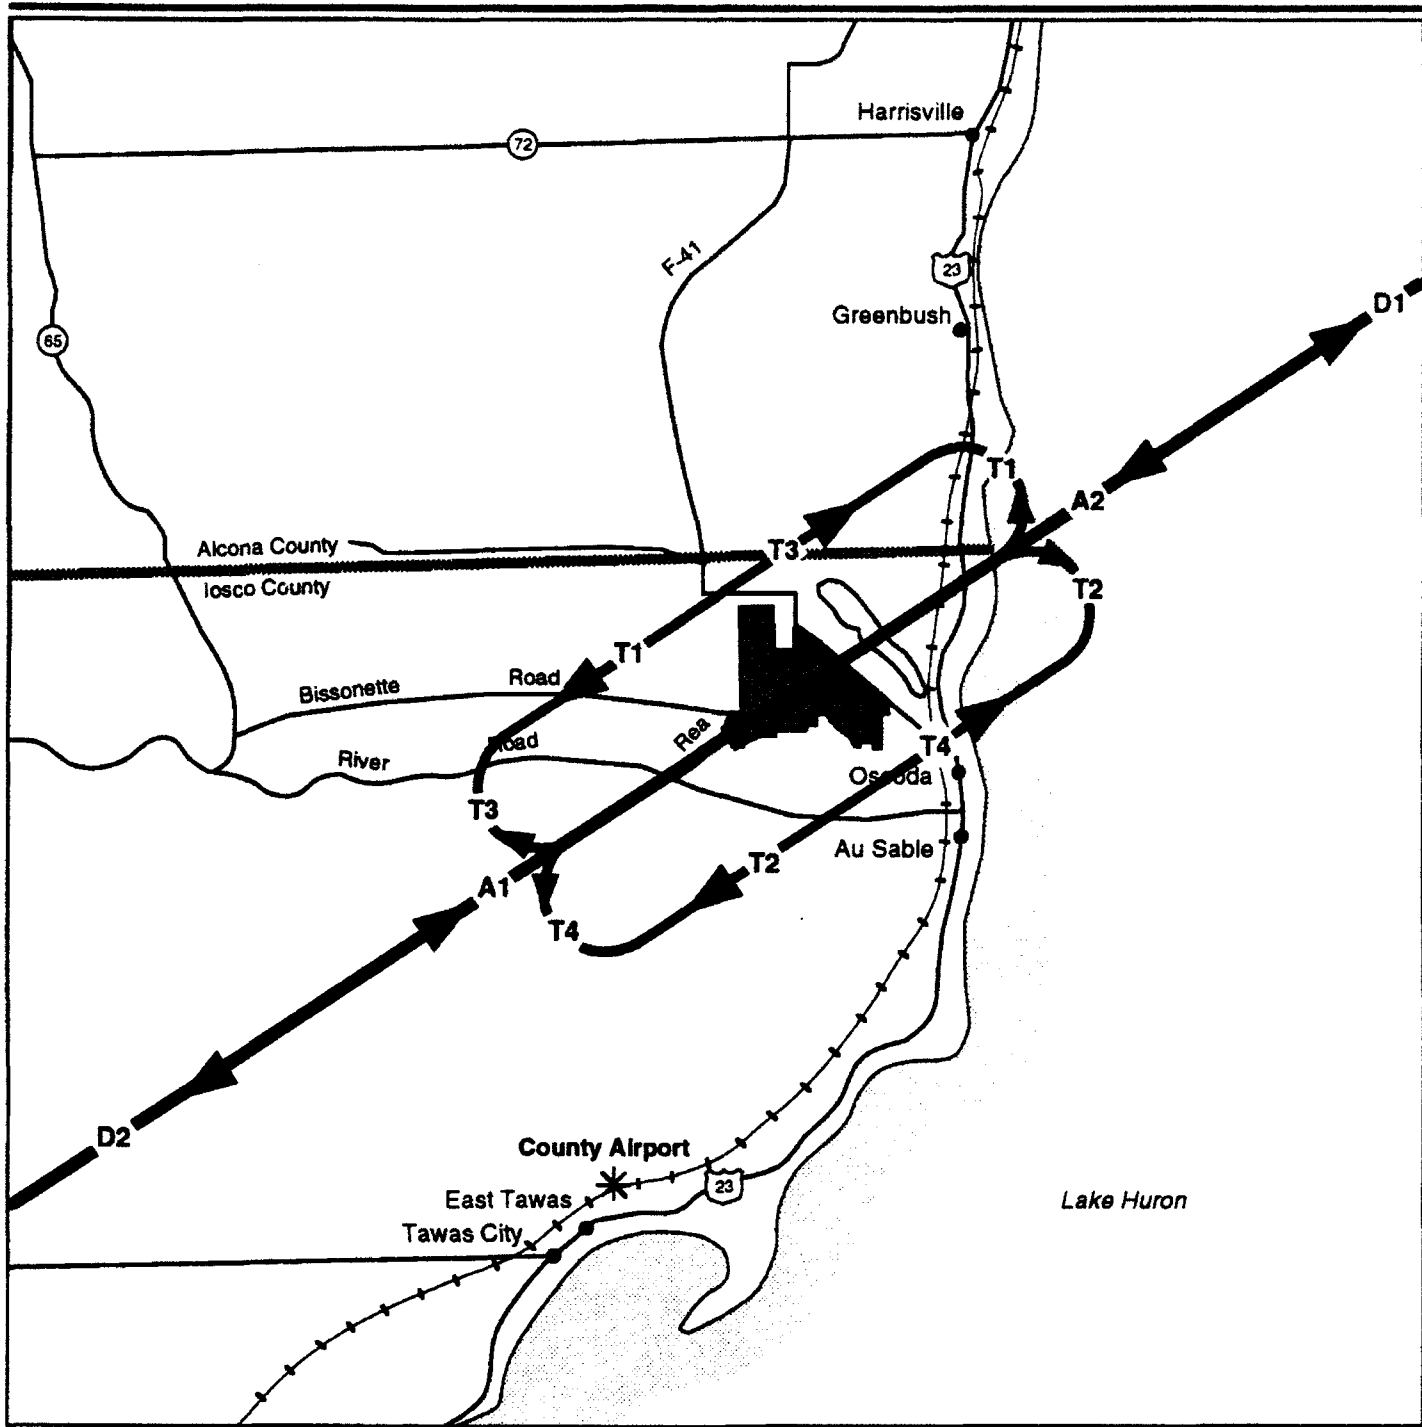 Harrisville
72
F-41
23
Greenbush
D1
65
T1
A2
Alcona County
T3
Iosco County
T2
T1
Bissonette
Road
Rea
Road
River
T4
Oscoda
T3
Au Sable
T2
A1
T4
D2
County Airport
23
East Tawas
Lake Huron
Tawas City